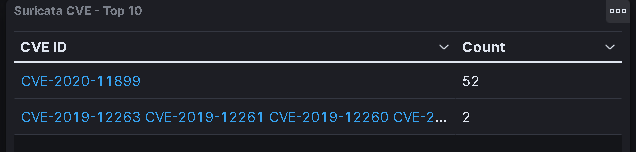 Suricata CVE - Top 10
CVE ID Count
CVE-2020-11899 52
CVE-2019-12263 CVE-2019-12261 CVE-2019-12260 CVE-2... 2